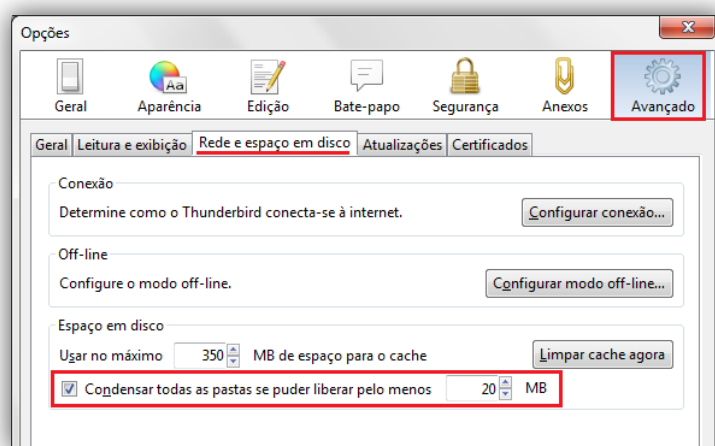 Opções
Aa
Geral Aparência Edição Bate-papo Segurança Anexos Avançado
Geral Leitura e exibição Rede e espaço em disco Atualizações Certificados
Conexão
Determine como o Thunderbird conecta-se à internet. Configurar conexão...
Off-line
Configure o modo off-line. Configurar modo off-line...
Espaço em disco
Usar no máximo 350 MB de espaço para o cache Limpar cache agora
Condensar todas as pastas se puder liberar pelo menos 20 MB